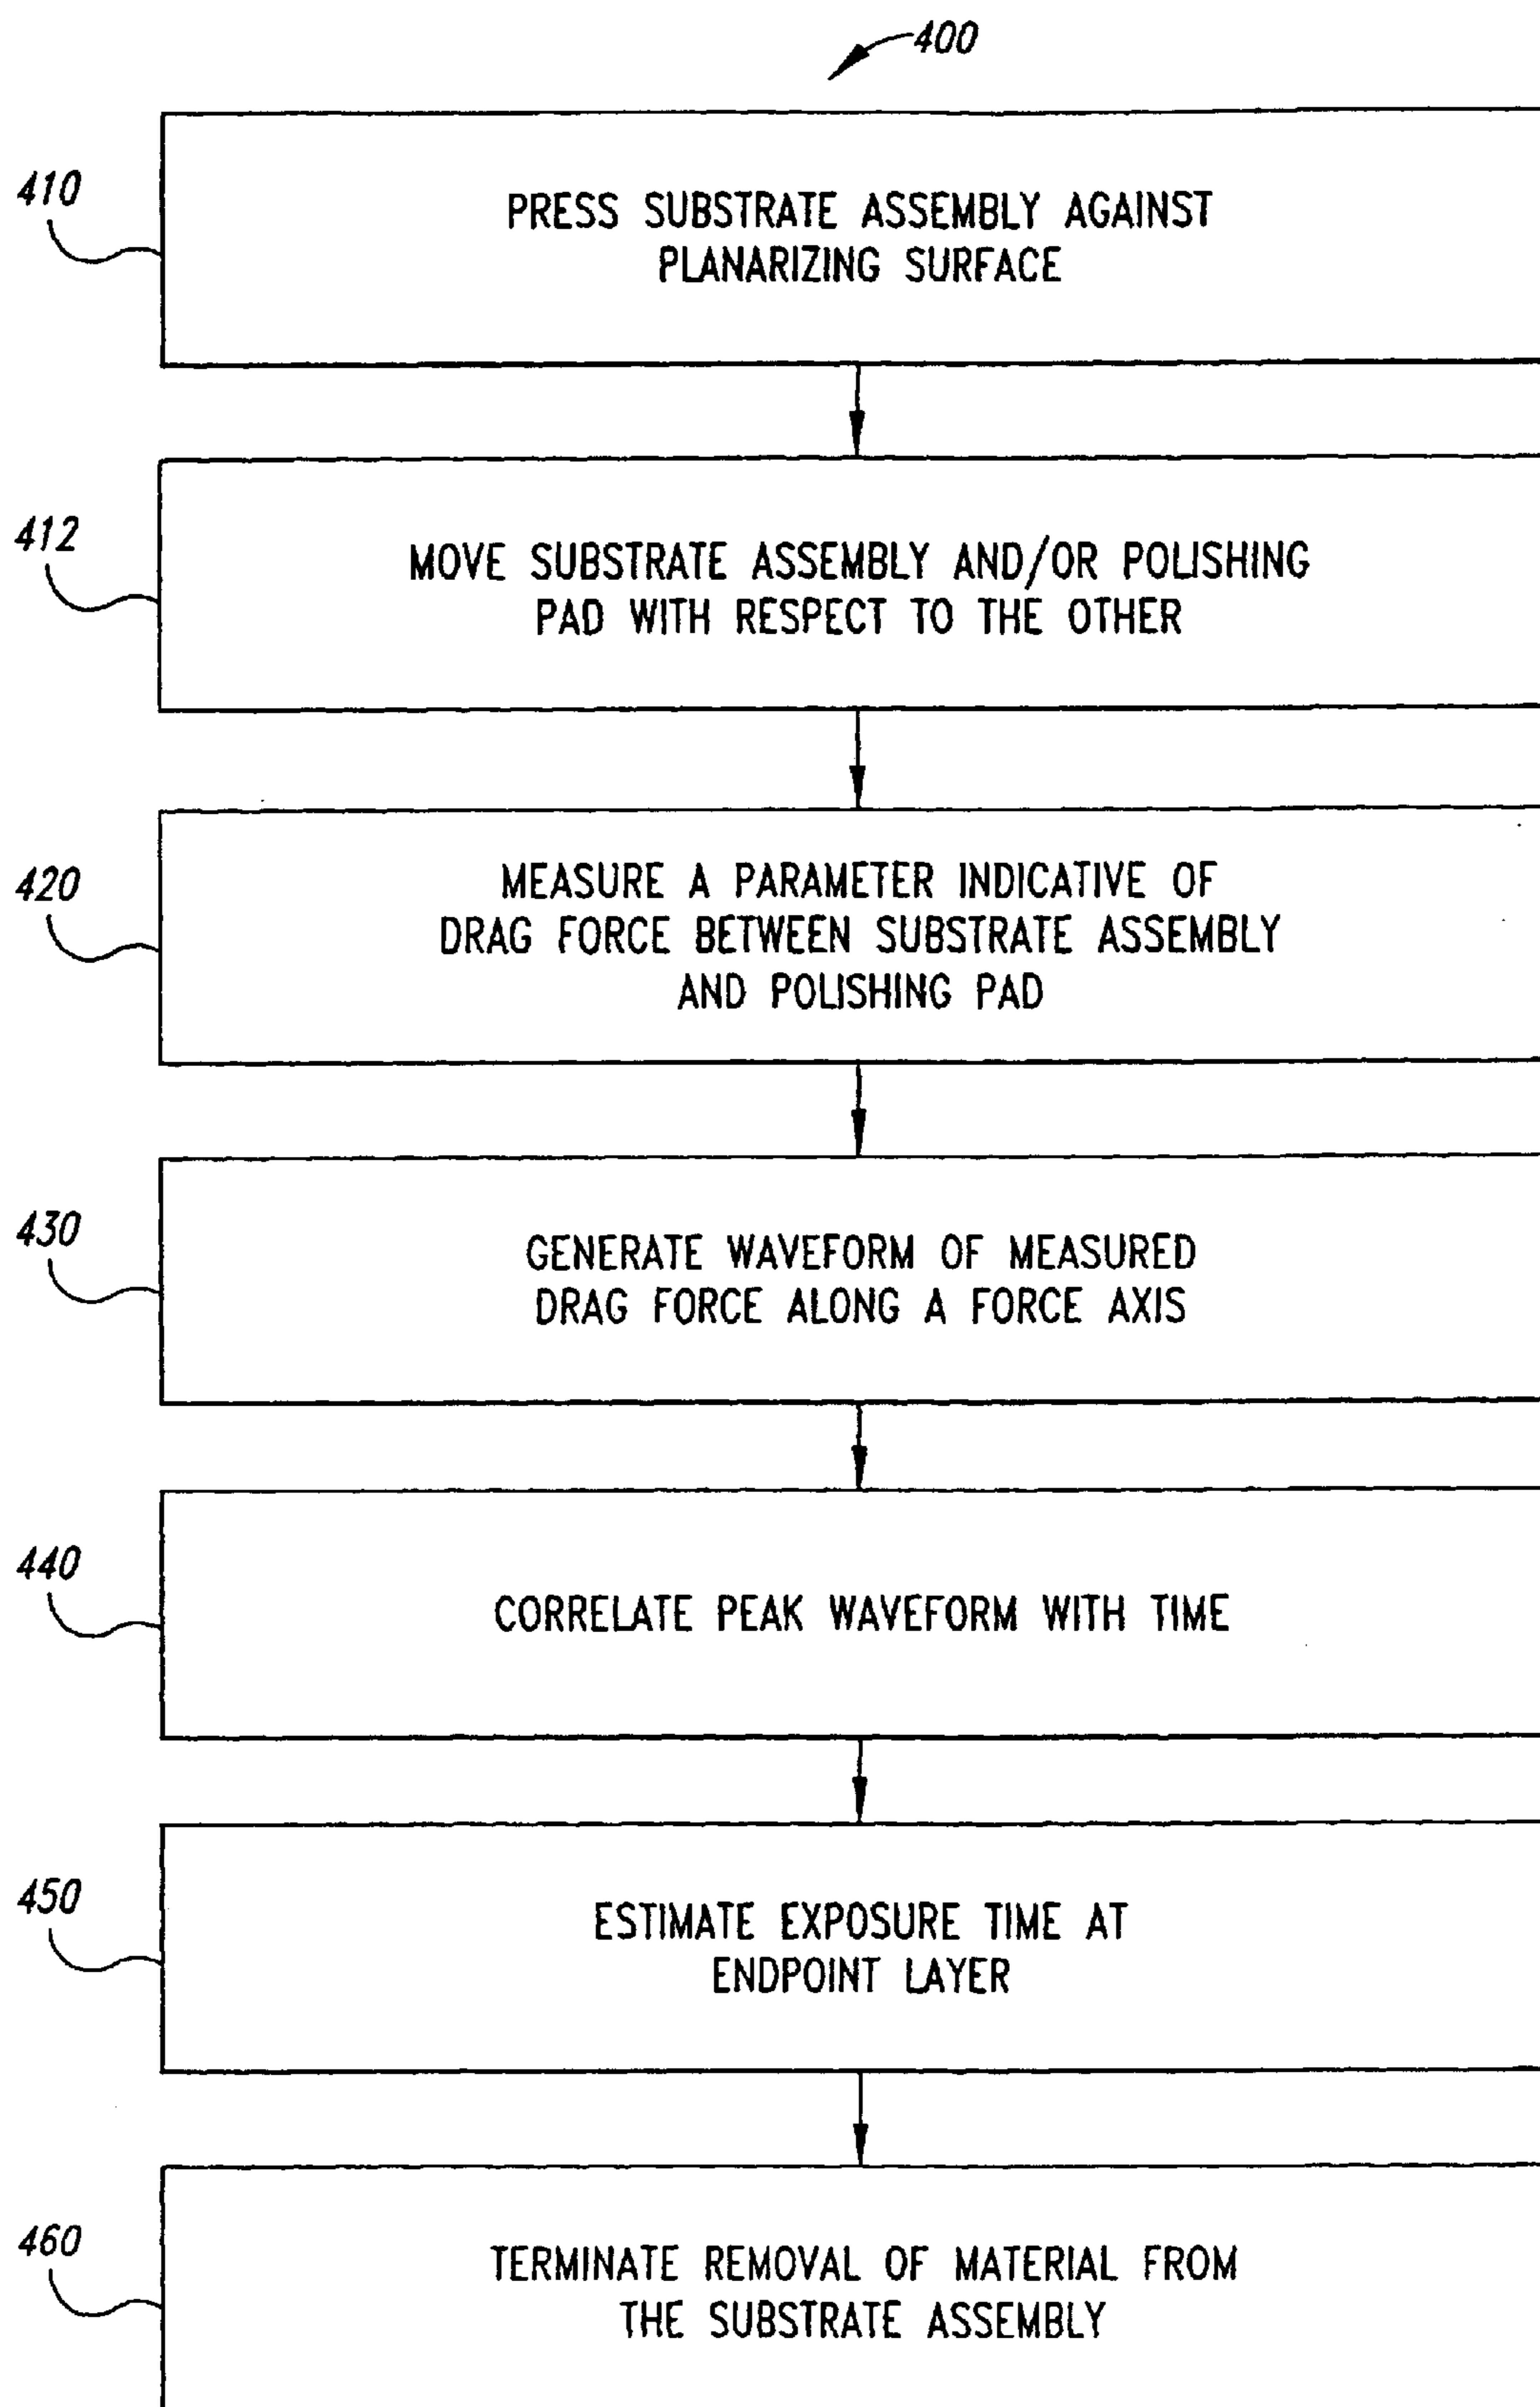 400
410
PRESS SUBSTRATE ASSEMBLY AGAINST
PLANARIZING SURFACE
412
MOVE SUBSTRATE ASSEMBLY AND/OR POLISHING
PAD WITH RESPECT TO THE OTHER
420
MEASURE A PARAMETER INDICATIVE OF
DRAG FORCE BETWEEN SUBSTRATE ASSEMBLY
AND POLISHING PAD
430
GENERATE WAVEFORM OF MEASURED
DRAG FORCE ALONG A FORCE AXIS
440
CORRELATE PEAK WAVEFORM WITH TIME
450
ESTIMATE EXPOSURE TIME AT
ENDPOINT LAYER
460
TERMINATE REMOVAL OF MATERIAL FROM
THE SUBSTRATE ASSEMBLY